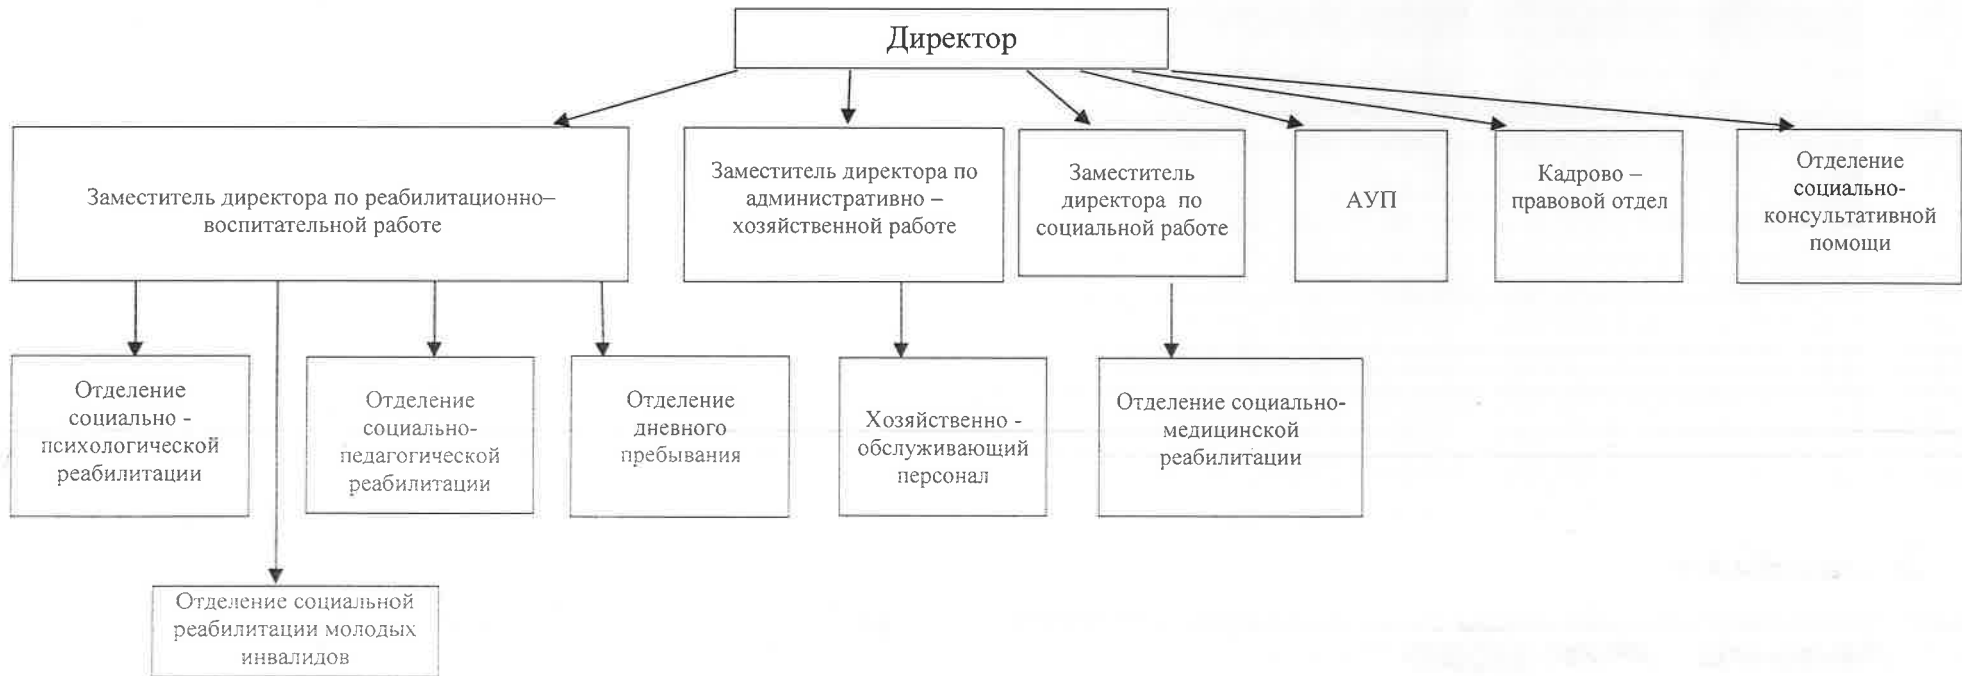 Директор
Заместитель директора по реабилитационно–
воспитательной работе
Заместитель директора по
административно –
хозяйственной работе
Заместитель
директора по
социальной работе
АУП
Кадрово –
правовой отдел
Отделение
социально-
консультативной
помощи
Отделение
социально -
психологической
реабилитации
Отделение
социально-
педагогической
реабилитации
Отделение
дневного
пребывания
Хозяйственно -
обслуживающий
персонал
Отделение социально-
медицинской
реабилитации
Отделение социальной
реабилитации молодых
инвалидов